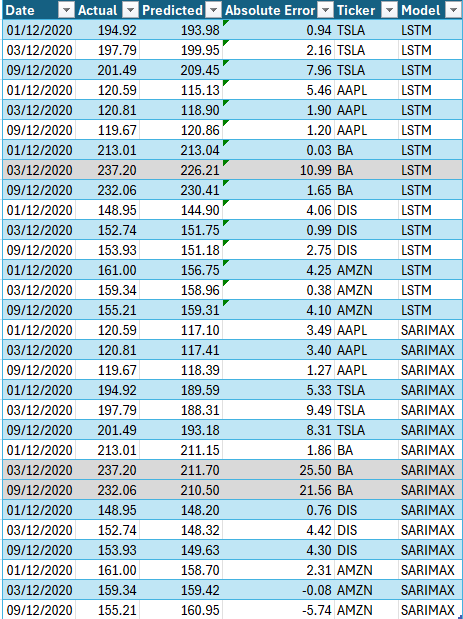 Date Actual Predicted Absolute Error Ticker Model
01/12/2020 194.92 193.98 0.94 TSLA LSTM
03/12/2020 197.79 199.95 2.16 TSLA LSTM
09/12/2020 201.49 209.45 7.96 TSLA LSTM
01/12/2020 120.59 115.13 5.46 AAPL LSTM
03/12/2020 120.81 118.90 1.90 AAPL LSTM
09/12/2020 119.67 120.86 1.20 AAPL LSTM
01/12/2020 213.01 213.04 0.03 BA LSTM
03/12/2020 237.20 226.21 10.99 BA LSTM
09/12/2020 232.06 230.41 1.65 BA LSTM
01/12/2020 148.95 144.90 4.06 DIS LSTM
03/12/2020 152.74 151.75 0.99 DIS LSTM
09/12/2020 153.93 151.18 2.75 DIS LSTM
01/12/2020 161.00 156.75 4.25 AMZN LSTM
03/12/2020 159.34 158.96 0.38 AMZN LSTM
09/12/2020 155.21 159.31 4.10 AMZN LSTM
01/12/2020 120.59 117.10 3.49 AAPL SARIMAX
03/12/2020 120.81 117.41 3.40 AAPL SARIMAX
09/12/2020 119.67 118.39 1.27 AAPL SARIMAX
01/12/2020 194.92 189.59 5.33 TSLA SARIMAX
03/12/2020 197.79 188.31 9.49 TSLA SARIMAX
09/12/2020 201.49 193.18 8.31 TSLA SARIMAX
01/12/2020 213.01 211.15 1.86 BA SARIMAX
03/12/2020 237.20 211.70 25.50 BA SARIMAX
09/12/2020 232.06 210.50 21.56 BA SARIMAX
01/12/2020 148.95 148.20 0.76 DIS SARIMAX
03/12/2020 152.74 148.32 4.42 DIS SARIMAX
09/12/2020 153.93 149.63 4.30 DIS SARIMAX
01/12/2020 161.00 158.70 2.31 AMZN SARIMAX
03/12/2020 159.34 159.42 -0.08 AMZN SARIMAX
09/12/2020 155.21 160.95 -5.74 AMZN SARIMAX